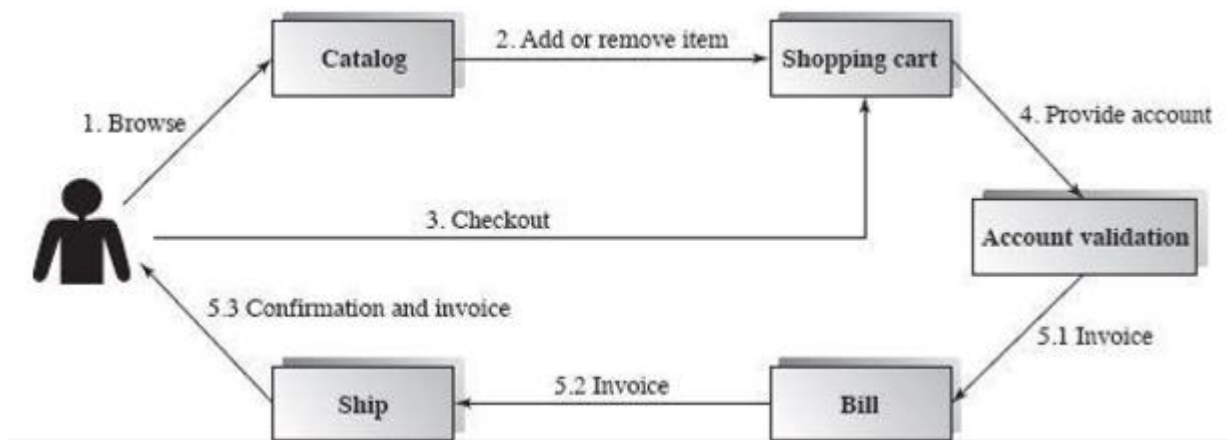 Catalog
2. Add or remove item
Shopping cart
1. Browse
4. Provide account
3. Checkout
Account validation
5.3 Confirmation and invoice
5.1 Invoice
Ship
5.2 Invoice
Bill